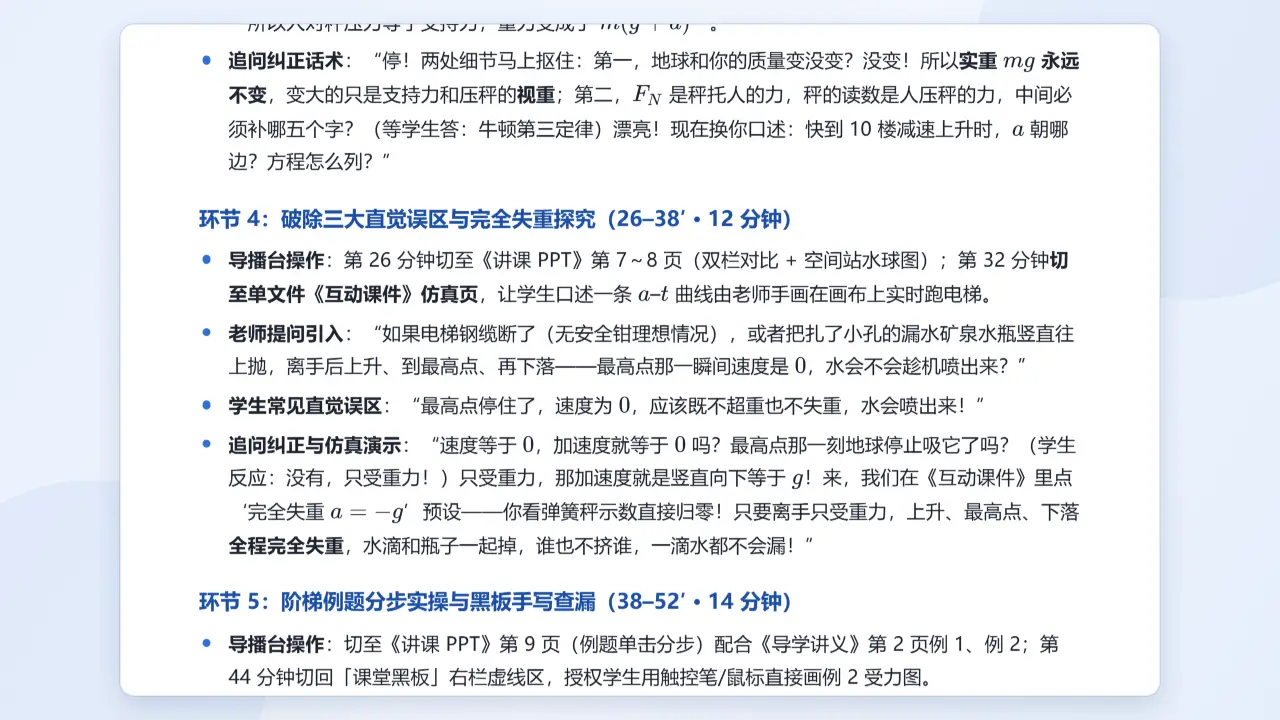 所以人对秤压力等于支持力，重力变成了 m(g + a)”。
• 追问纠正话术：“停！两处细节马上抠住：第一，地球和你的质量变没变？没变！所以实重 mg 永远
不变，变大的只是支持力和压秤的视重；第二，F_N 是秤托人的力，秤的读数是人压秤的力，中间必
须补哪五个字？（等学生答：牛顿第三定律）漂亮！现在换你口述：快到 10 楼减速上升时，a 朝哪
边？方程怎么列？”
环节 4：破除三大直觉误区与完全失重探究（26–38′ • 12 分钟）
• 导播台操作：第 26 分钟切至《讲课 PPT》第 7～8 页（双栏对比 + 空间站水球图）；第 32 分钟切
至单文件《互动课件》仿真页，让学生口述一条 a–t 曲线由老师手画在画布上实时跑电梯。
• 老师提问引入：“如果电梯钢缆断了（无安全钳理想情况），或者把扎了小孔的漏水矿泉水瓶竖直往
上抛，离手后上升、到最高点、再下落——最高点那一瞬间速度是 0，水会不会趁机喷出来？”
• 学生常见直觉误区：“最高点停住了，速度为 0，应该既不超重也不失重，水会喷出来！”
• 追问纠正与仿真演示：“速度等于 0，加速度就等于 0 吗？最高点那一刻地球停止吸它了吗？（学生
反应：没有，只受重力！）只受重力，那加速度就是竖直向下等于 g！来，我们在《互动课件》里点
‘完全失重 a = −g’ 预设——你看弹簧秤示数直接归零！只要离手只受重力，上升、最高点、下落
全程完全失重，水滴和瓶子一起掉，谁也不挤谁，一滴水都不会漏！”
环节 5：阶梯例题分步实操与黑板手写查漏（38–52′ • 14 分钟）
• 导播台操作：切至《讲课 PPT》第 9 页（例题单击分步）配合《导学讲义》第 2 页例 1、例 2；第
44 分钟切回「课堂黑板」右栏虚线区，授权学生用触控笔/鼠标直接画例 2 受力图。